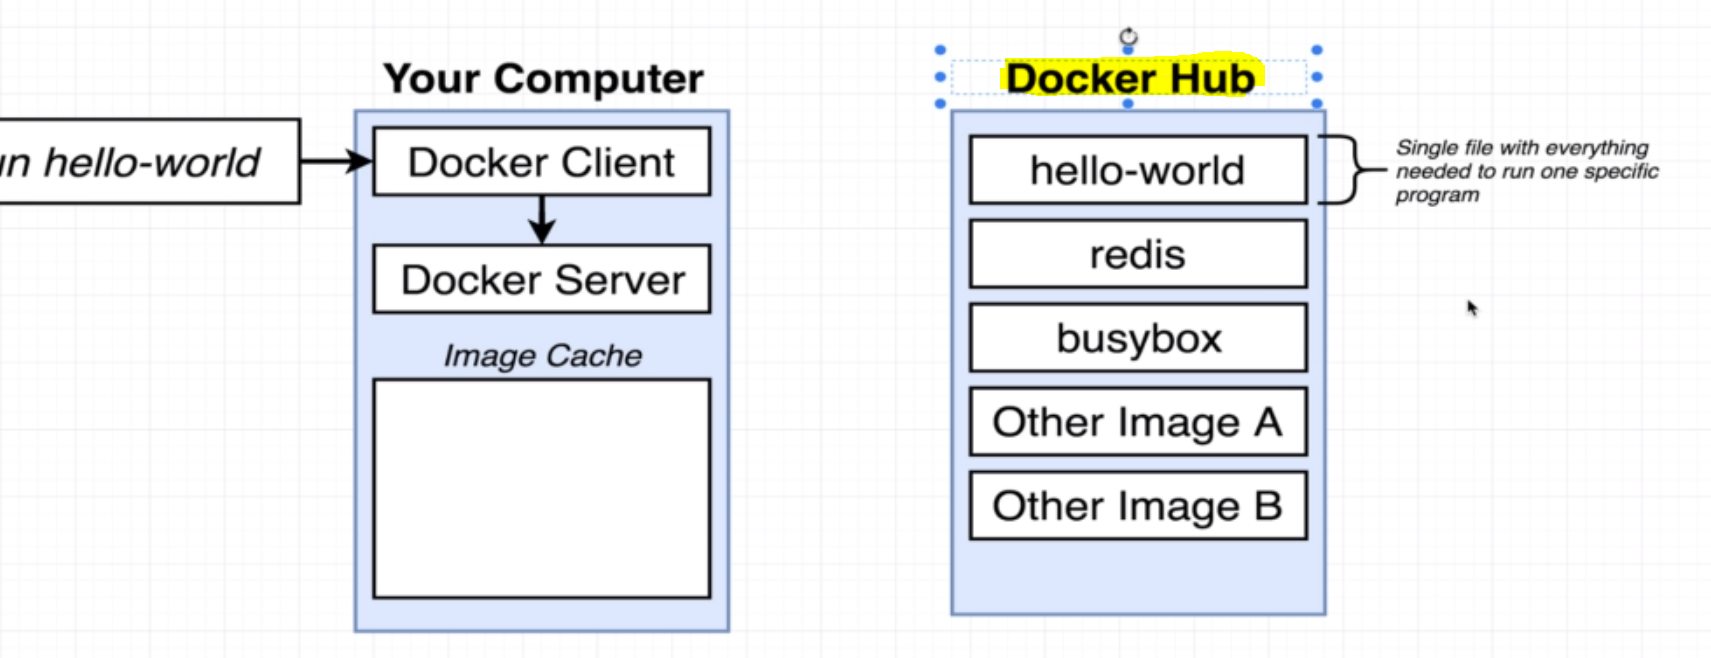 Your Computer
Docker Hub
hello-world
Docker Client
Docker Server
Image Cache
hello-world
redis
busybox
Other Image A
Other Image B
Single file with everything
needed to run one specific
program